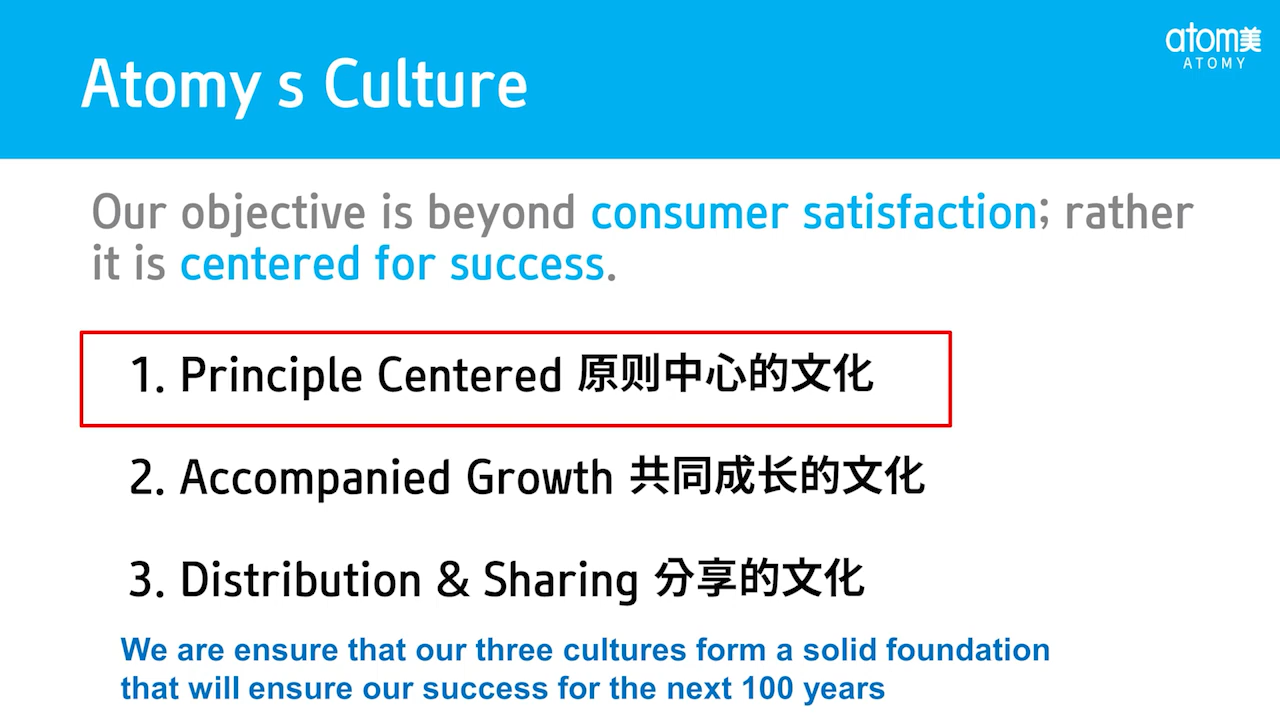 Atomy s Culture
atom美
ATOMY
Our objective is beyond consumer satisfaction; rather
it is centered for success.
1. Principle Centered 原则中心的文化
2. Accompanied Growth 共同成长的文化
3. Distribution & Sharing 分享的文化
We are ensure that our three cultures form a solid foundation
that will ensure our success for the next 100 years